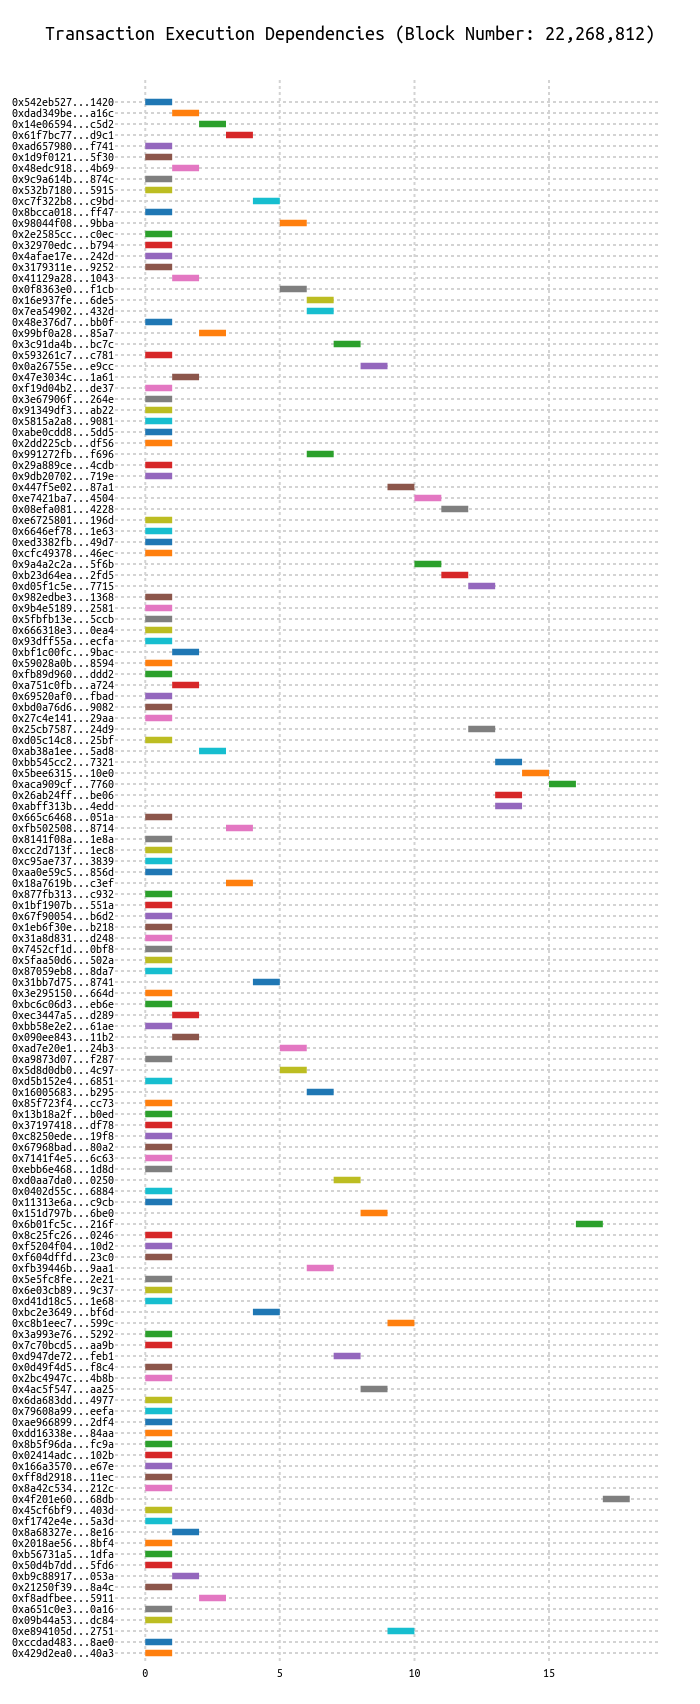 Transaction Execution Dependencies (Block Number: 22,268,812)
0x542eb527...1420
0xdad349be...a16c
0x14e06594...c5d2
0x61f7bc77...d9c1
0xad657980...f741
0x1d9f0121...5f30
0x48edc918...4b69
0x9c9a614b...874c
0x532b7180...5915
0xc7f322b8...c9bd
0x8bcca018...ff47
0x98044f08...9bba
0x2e2585cc...c0ec
0x32970edc...b794
0x4afae17e...242d
0x3179311e...9252
0x41129a28...1043
0x0f8363e0...f1cb
0x16e937fe...6de5
0x7ea54902...432d
0x48e376d7...bb0f
0x99bf0a28...85a7
0x3c91da4b...bc7c
0x593261c7...c781
0x0a26755e...e9cc
0x47e3034c...1a61
0xf19d04b2...de37
0x3e67906f...264e
0x91349df3...ab22
0x5815a2a8...9081
0xabe0cdd8...5dd5
0x2dd225cb...df56
0x991272fb...f696
0x29a889ce...4cdb
0x9db20702...719e
0x447f5e02...87a1
0xe7421ba7...4504
0x08efa081...4228
0xe6725801...196d
0x6646ef78...1e63
0xed3382fb...49d7
0xcfc49378...46ec
0x9a4a2c2a...5f6b
0xb23d64ea...2fd5
0xd05f1c5e...7715
0x982edbe3...1368
0x9b4e5189...2581
0x5fbfb13e...5ccb
0x666318e3...0ea4
0x93dff55a...ecfa
0xbf1c00fc...9bac
0x59028a0b...8594
0xfb89d960...ddd2
0xa751c0fb...a724
0x69520af0...fbad
0xbd0a76d6...9082
0x27c4e141...29aa
0x25cb7587...24d9
0xd05c14c8...25bf
0xab38a1ee...5ad8
0xbb545cc2...7321
0x5bee6315...10e0
0xaca909cf...7760
0x26ab24ff...be06
0xabff313b...4edd
0x665c6468...051a
0xfb502508...8714
0x8141f08a...1e8a
0xcc2d713f...1ec8
0xc95ae737...3839
0xaa0e59c5...856d
0x18a7619b...c3ef
0x877fb313...c932
0x1bf1907b...551a
0x67f90054...b6d2
0x1eb6f30e...b218
0x31a8d831...d248
0x7452cf1d...0bf8
0x5faa50d6...502a
0x87059eb8...8da7
0x31bb7d75...8741
0x3e295150...664d
0xbc6c06d3...eb6e
0xec3447a5...d289
0xbb58e2e2...61ae
0x090ee843...11b2
0xad7e20e1...24b3
0xa9873d07...f287
0x5d8d0db0...4c97
0xd5b152e4...6851
0x16005683...b295
0x85f723f4...cc73
0x13b18a2f...b0ed
0x37197418...df78
0xc8250ede...19f8
0x67968bad...80a2
0x7141f4e5...6c63
0xebb6e468...1d8d
0xd0aa7da0...0250
0x0402d55c...6884
0x11313e6a...c9cb
0x151d797b...6be0
0x6b01fc5c...216f
0x8c25fc26...0246
0xf5204f04...10d2
0xf604dffd...23c0
0xfb39446b...9aa1
0x5e5fc8fe...2e21
0x6e03cb89...9c37
0xd41d18c5...1e68
0xbc2e3649...bf6d
0xc8b1eec7...599c
0x3a993e76...5292
0x7c70bcd5...aa9b
0xd947de72...feb1
0x0d49f4d5...f8c4
0x2bc4947c...4b8b
0x4ac5f547...aa25
0x6da683dd...4977
0x79608a99...eefa
0xae966899...2df4
0xdd16338e...84aa
0x8b5f96da...fc9a
0x02414adc...102b
0x166a3570...e67e
0xff8d2918...11ec
0x8a42c534...212c
0x4f201e60...68db
0x45cf6bf9...403d
0xf1742e4e...5a3d
0x8a68327e...8e16
0x2018ae56...8bf4
0xb56731a5...1dfa
0x50d4b7dd...5fd6
0xb9c88917...053a
0x21250f39...8a4c
0xf8adfbee...5911
0xa651c0e3...0a16
0x09b44a53...dc84
0xe894105d...2751
0xccdad483...8ae0
0x429d2ea0...40a3
0 5 10 15